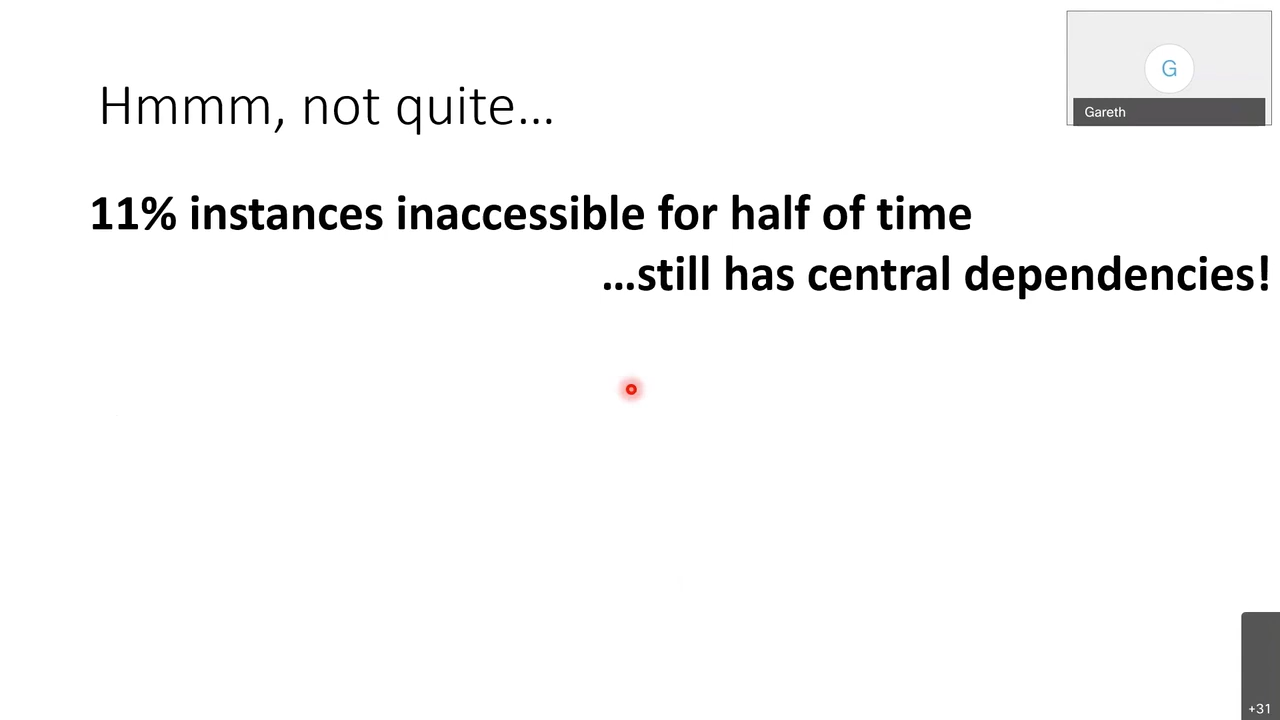 Hmmm, not quite...
11% instances inaccessible for half of time
...still has central dependencies!
G
Gareth
+31